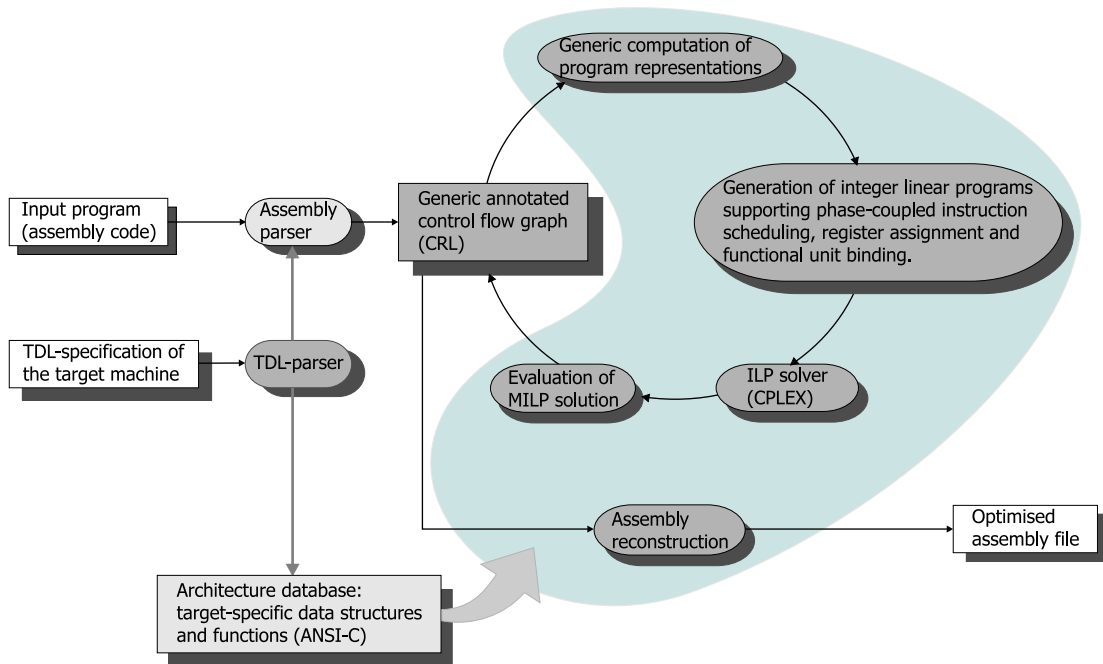 Generic computation of
program representations
Generation of integer linear programs
supporting phase-coupled instruction
scheduling, register assignment and
functional unit binding.
Input program
(assembly code)
Assembly
parser
Generic annotated
control flow graph
(CRL)
TDL-specification of
the target machine
TDL-parser
Evaluation of
MILP solution
ILP solver
(CPLEX)
Assembly
reconstruction
Optimised
assembly file
Architecture database:
target-specific data structures
and functions (ANSI-C)